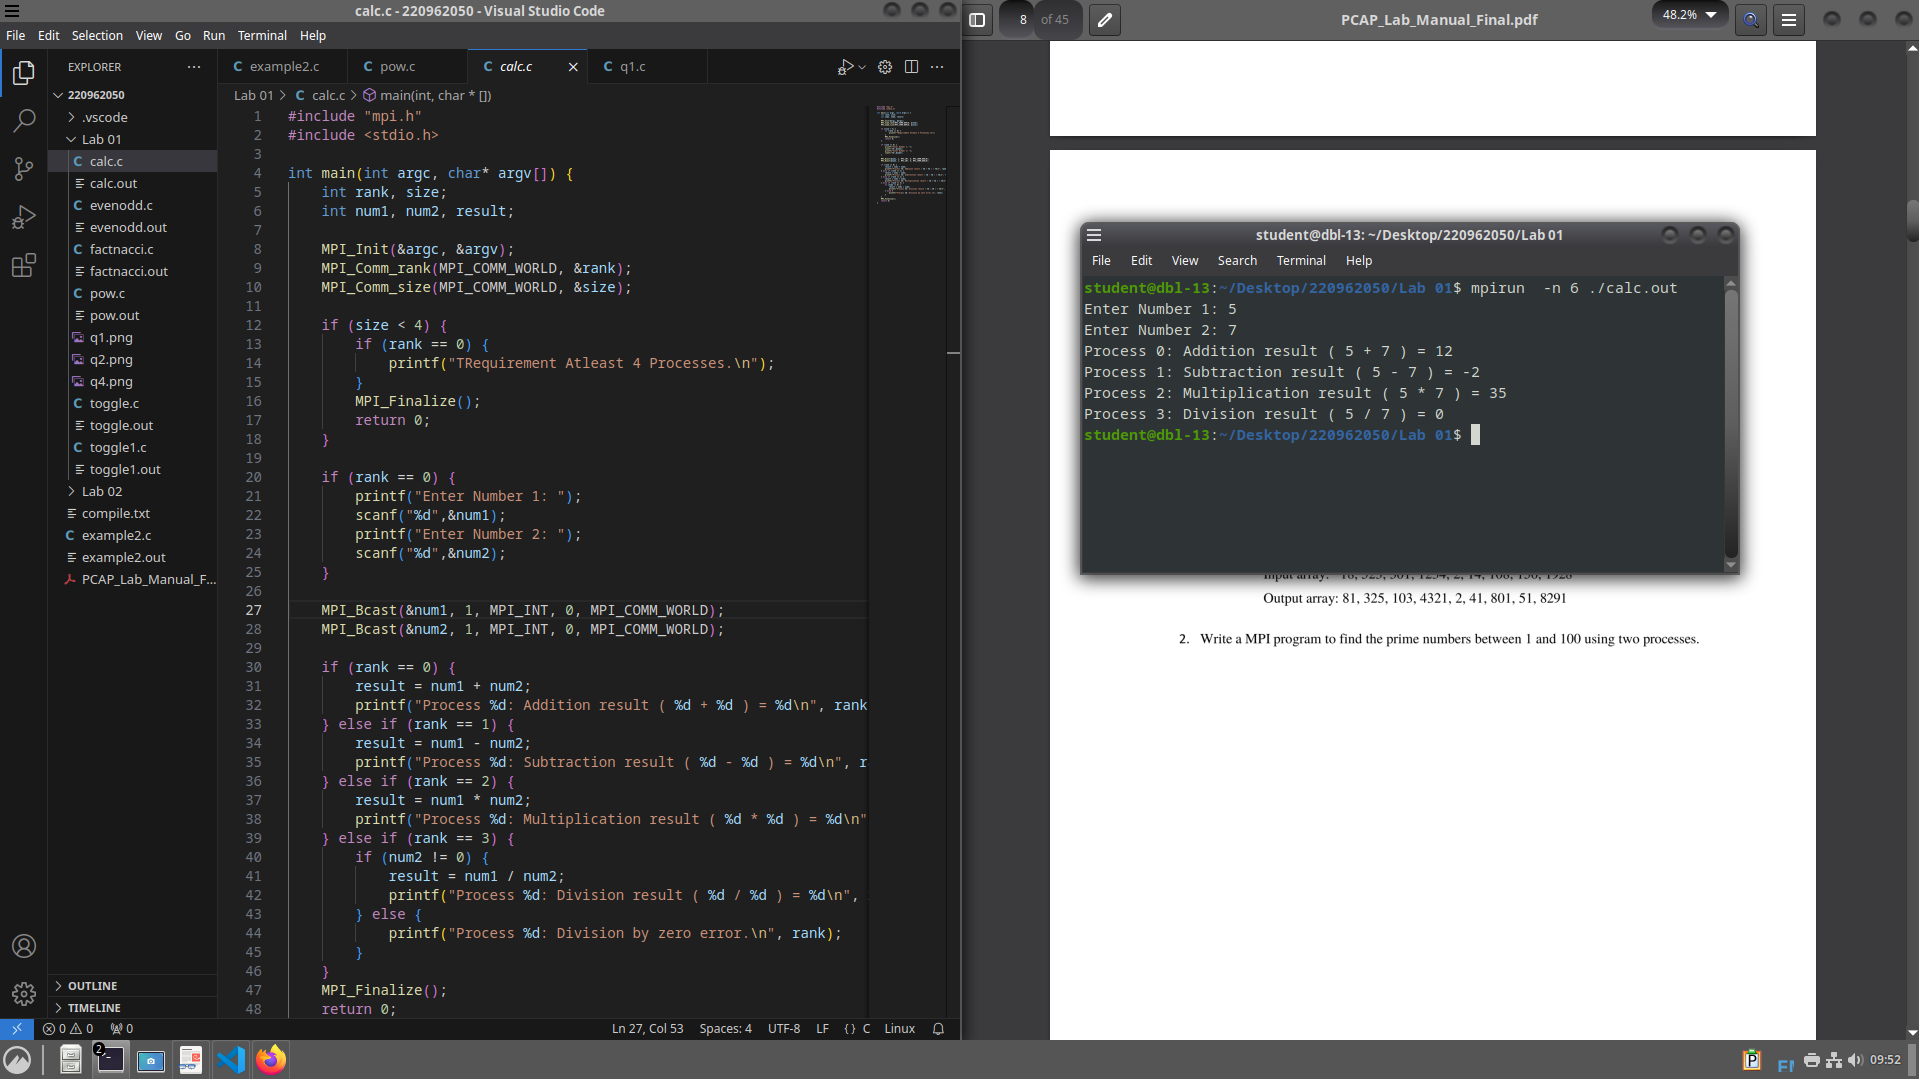 calc.c - 220962050 - Visual Studio Code
File Edit Selection View Go Run Terminal Help
EXPLORER
220962050
.vscode
Lab 01
calc.c
calc.out
evenodd.c
evenodd.out
factnacci.c
factnacci.out
pow.c
pow.out
q1.png
q2.png
q4.png
toggle.c
toggle.out
toggle1.c
toggle1.out
Lab 02
compile.txt
example2.c
example2.out
PCAP_Lab_Manual_F...
OUTLINE
TIMELINE
example2.c pow.c calc.c q1.c
Lab 01 > calc.c > main(int, char * [])
1 #include "mpi.h"
2 #include <stdio.h>
3
4 int main(int argc, char* argv[]) {
5 int rank, size;
6 int num1, num2, result;
7
8 MPI_Init(&argc, &argv);
9 MPI_Comm_rank(MPI_COMM_WORLD, &rank);
10 MPI_Comm_size(MPI_COMM_WORLD, &size);
11
12 if (size < 4) {
13 if (rank == 0) {
14 printf("TRequirement Atleast 4 Processes.\n");
15 }
16 MPI_Finalize();
17 return 0;
18 }
19
20 if (rank == 0) {
21 printf("Enter Number 1: ");
22 scanf("%d",&num1);
23 printf("Enter Number 2: ");
24 scanf("%d",&num2);
25 }
26
27 MPI_Bcast(&num1, 1, MPI_INT, 0, MPI_COMM_WORLD);
28 MPI_Bcast(&num2, 1, MPI_INT, 0, MPI_COMM_WORLD);
29
30 if (rank == 0) {
31 result = num1 + num2;
32 printf("Process %d: Addition result ( %d + %d ) = %d\n", rank
33 } else if (rank == 1) {
34 result = num1 - num2;
35 printf("Process %d: Subtraction result ( %d - %d ) = %d\n", r
36 } else if (rank == 2) {
37 result = num1 * num2;
38 printf("Process %d: Multiplication result ( %d * %d ) = %d\n"
39 } else if (rank == 3) {
40 if (num2 != 0) {
41 result = num1 / num2;
42 printf("Process %d: Division result ( %d / %d ) = %d\n",
43 } else {
44 printf("Process %d: Division by zero error.\n", rank);
45 }
46 }
47 MPI_Finalize();
48 return 0;
0 0 0 Ln 27, Col 53 Spaces: 4 UTF-8 LF {} C Linux
8 of 45 PCAP_Lab_Manual_Final.pdf 48.2%
student@dbl-13: ~/Desktop/220962050/Lab 01
File Edit View Search Terminal Help
student@dbl-13:~/Desktop/220962050/Lab 01$ mpirun  -n 6 ./calc.out
Enter Number 1: 5
Enter Number 2: 7
Process 0: Addition result ( 5 + 7 ) = 12
Process 1: Subtraction result ( 5 - 7 ) = -2
Process 2: Multiplication result ( 5 * 7 ) = 35
Process 3: Division result ( 5 / 7 ) = 0
student@dbl-13:~/Desktop/220962050/Lab 01$
Output array: 81, 325, 103, 4321, 2, 41, 801, 51, 8291
2. Write a MPI program to find the prime numbers between 1 and 100 using two processes.
2
P 09:52